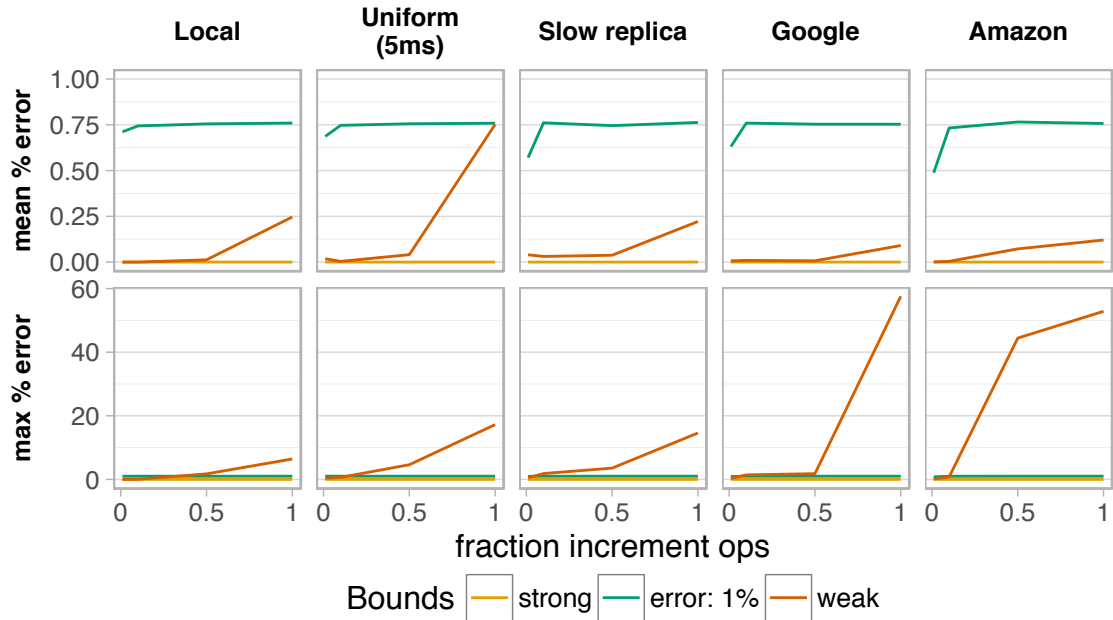 Local
Uniform
(5ms)
Slow replica
Google
Amazon
mean % error
1.00
0.75
0.50
0.25
0.00
max % error
60
40
20
0
0 0.5 1
0 0.5 1
0 0.5 1
0 0.5 1
0 0.5 1
fraction increment ops
Bounds strong error: 1% weak